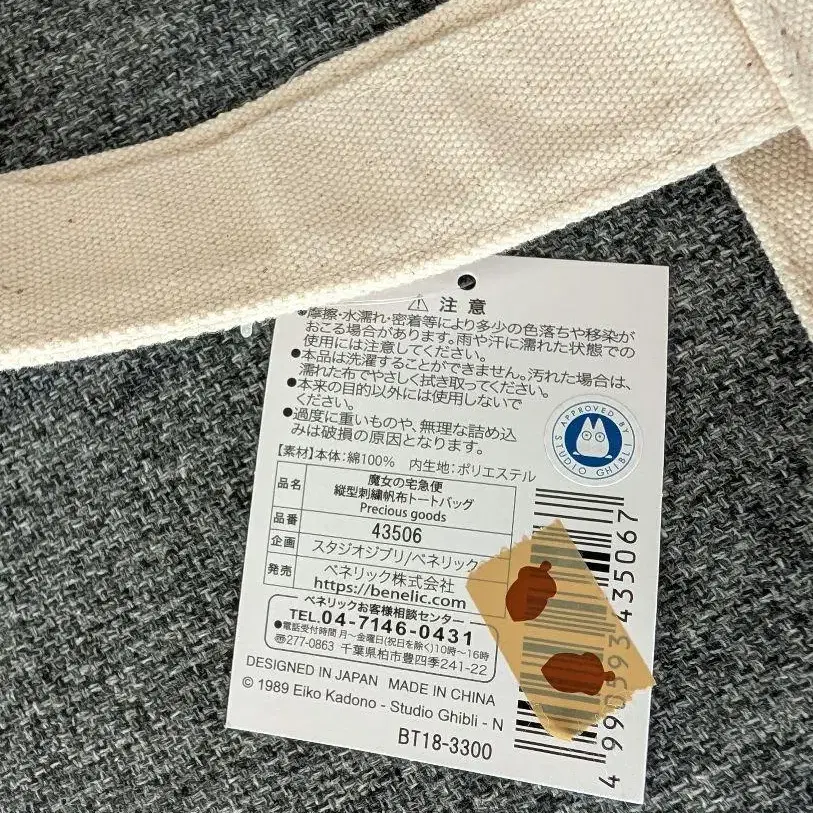 ⚠ 注意
●摩擦・水濡れ・密着等により多少の色落ちや移染が
おこる場合があります。雨や汗に濡れた状態での
使用には注意してください。
●本品は洗濯することができません。汚れた場合は、
濡れた布でやさしく拭き取ってください。
●本来の目的以外には使用しないで
ください。
●過度に重いものや、無理な詰め込
みは破損の原因となります。
APPROVED BY
STUDIO GHIBLI
【素材】本体：綿100% 内生地：ポリエステル
品名 魔女の宅急便
縦型刺繍帆布トートバッグ
Precious goods
品番 43506
企画 スタジオジブリ/ベネリック
発売 ベネリック株式会社
https://benelic.com
ベネリックお客様相談センター
TEL.04-7146-0431
●電話受付時間 月〜金曜日(祝日を除く)10時〜16時
〠277-0863 千葉県柏市豊四季241-22
DESIGNED IN JAPAN MADE IN CHINA
© 1989 Eiko Kadono - Studio Ghibli - N
BT18-3300
4 990593 435067